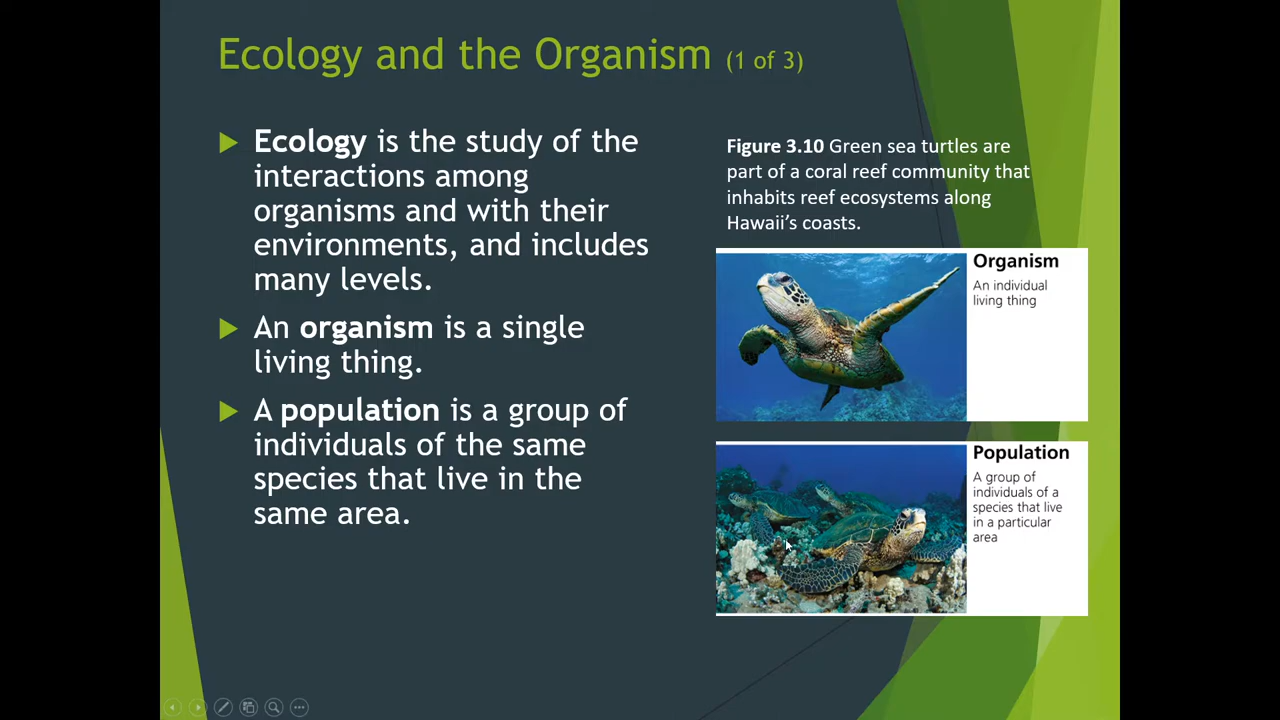 Ecology and the Organism (1 of 3)
Ecology is the study of the
interactions among
organisms and with their
environments, and includes
many levels.
An organism is a single
living thing.
A population is a group of
individuals of the same
species that live in the
same area.
Figure 3.10 Green sea turtles are
part of a coral reef community that
inhabits reef ecosystems along
Hawaii’s coasts.
Organism
An individual
living thing
Population
A group of
individuals of a
species that live
in a particular
area